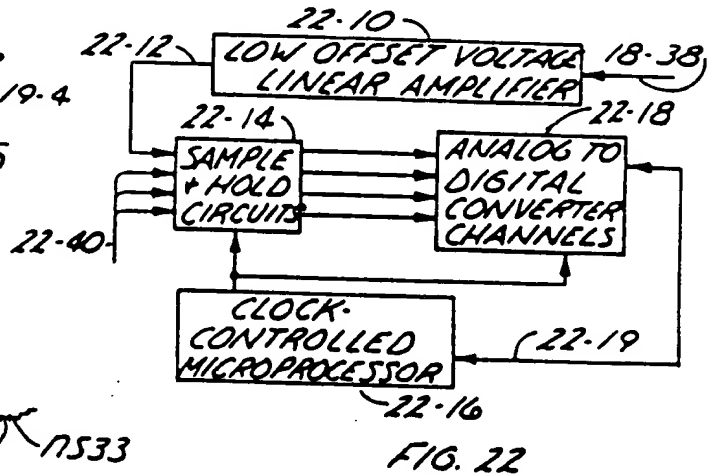 22-10
22-12
LOW OFFSET VOLTAGE
LINEAR AMPLIFIER
18-38
19-4
22-14
22-18
SAMPLE
+ HOLD
CIRCUITS
ANALOG TO
DIGITAL
CONVERTER
CHANNELS
22-40
CLOCK-
CONTROLLED
MICROPROCESSOR
22-19
22-16
NS33
FIG. 22